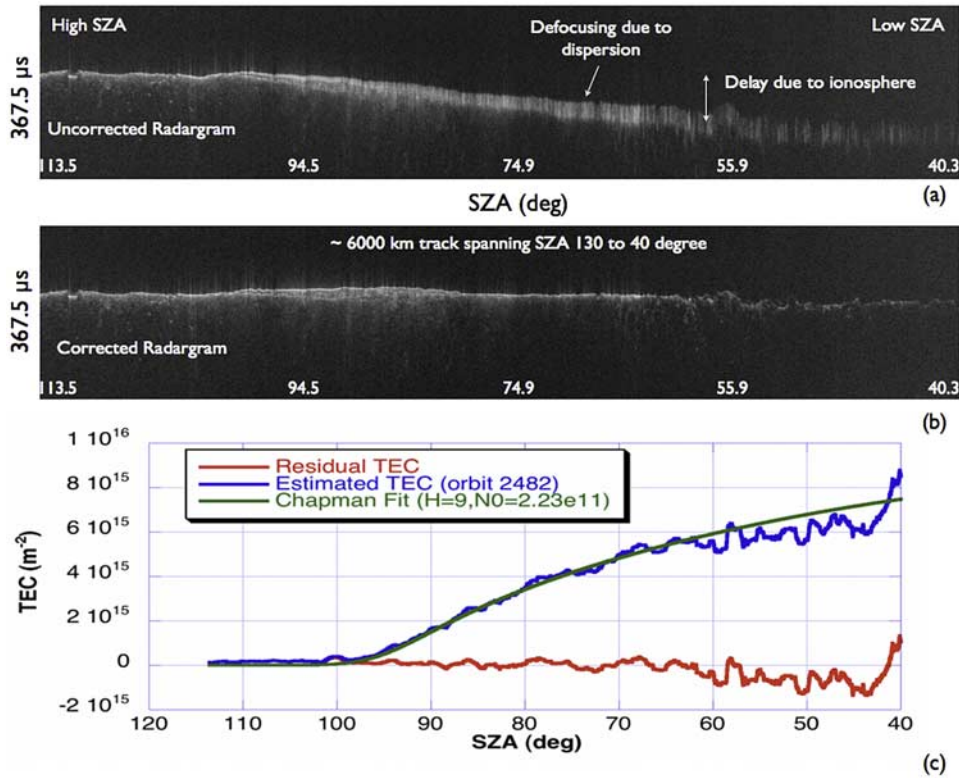 (a)
High SZA
Defocusing due to
dispersion
Low SZA
Delay due to ionosphere
367.5 µs
Uncorrected Radargram
113.5 94.5 74.9 55.9 40.3
SZA (deg)
(a)
~ 6000 km track spanning SZA 130 to 40 degree
367.5 µs
Corrected Radargram
113.5 94.5 74.9 55.9 40.3
(b)
1 10¹⁶
8 10¹⁵
6 10¹⁵
4 10¹⁵
2 10¹⁵
0
-2 10¹⁵
TEC (m⁻²)
Residual TEC
Estimated TEC (orbit 2482)
Chapman Fit (H=9,N0=2.23e11)
120 110 100 90 80 70 60 50 40
SZA (deg)
(c)